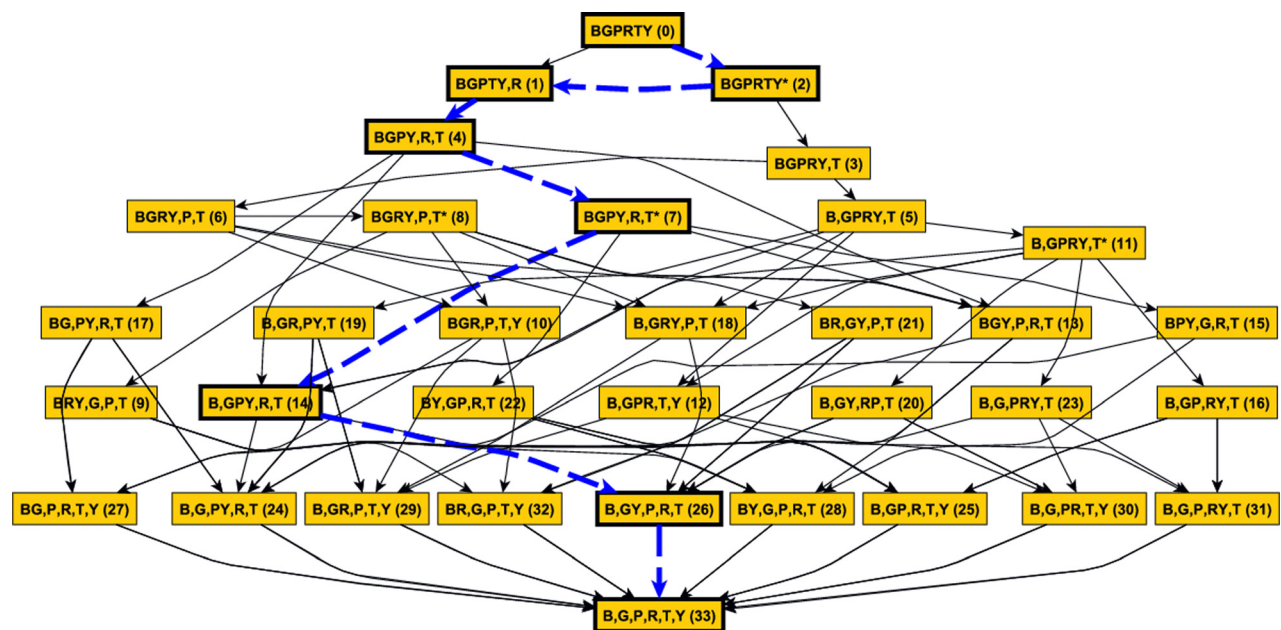 BGPRTY (0)
BGPTY,R (1)
BGPRTY* (2)
BGPY,R,T (4)
BGPRY,T (3)
BGRY,P,T (6)
BGRY,P,T* (8)
BGPY,R,T* (7)
B,GPRY,T (5)
B,GPRY,T* (11)
BG,PY,R,T (17)
B,GR,PY,T (19)
BGR,P,T,Y (10)
B,GRY,P,T (18)
BR,GY,P,T (21)
BGY,P,R,T (13)
BPY,G,R,T (15)
BRY,G,P,T (9)
B,GPY,R,T (14)
BY,GP,R,T (22)
B,GPR,T,Y (12)
B,GY,RP,T (20)
B,G,PRY,T (23)
B,GP,RY,T (16)
BG,P,R,T,Y (27)
B,G,PY,R,T (24)
B,GR,P,T,Y (29)
BR,G,P,T,Y (32)
B,GY,P,R,T (26)
BY,G,P,R,T (28)
B,GP,R,T,Y (25)
B,G,PR,T,Y (30)
B,G,P,RY,T (31)
B,G,P,R,T,Y (33)